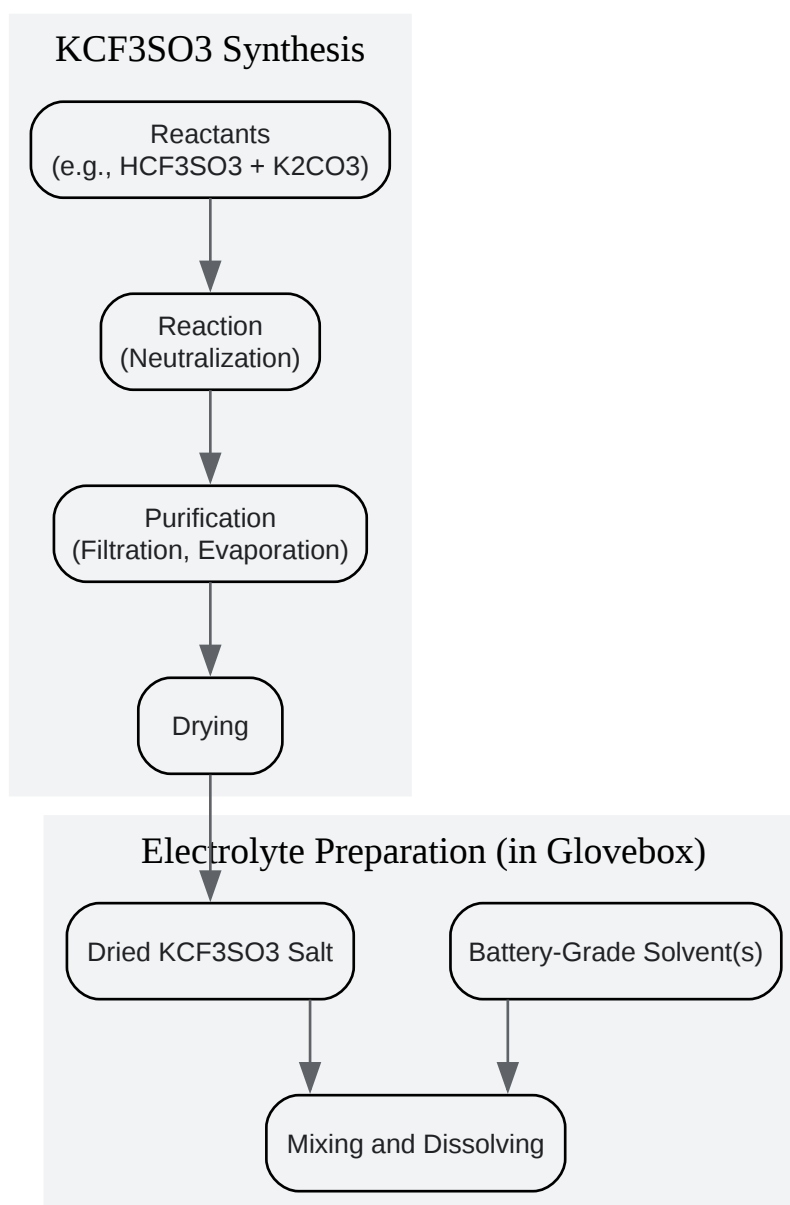 KCF3SO3 Synthesis
Reactants
(e.g., HCF3SO3 + K2CO3)
Reaction
(Neutralization)
Purification
(Filtration, Evaporation)
Drying
Electrolyte Preparation (in Glovebox)
Dried KCF3SO3 Salt
Battery-Grade Solvent(s)
Mixing and Dissolving